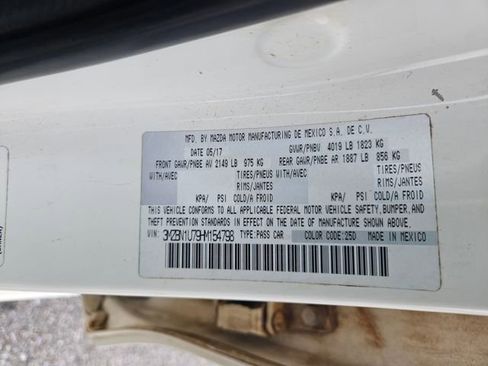 MFD. BY MAZDA MOTOR MANUFACTURING DE MEXICO S.A. DE C.V.
DATE 05/17 GVWR/PNBV 4019 LB 1823 KG
FRONT GAWR/PNBE AV 2149 LB 975 KG REAR GAWR/PNBE AR 1887 LB 856 KG
WITH/AVEC TIRES/PNEUS WITH/AVEC TIRES/PNEUS
RIMS/JANTES RIMS/JANTES
KPA/ PSI COLD/A FROID KPA/ PSI COLD/A FROID
THIS VEHICLE CONFORMS TO ALL APPLICABLE FEDERAL MOTOR VEHICLE SAFETY, BUMPER, AND
THEFT PREVENTION STANDARDS IN EFFECT ON THE DATE OF MANUFACTURE SHOWN ABOVE.
VIN: 3MZBN1U79HM154798 TYPE PASS CAR COLOR CODE: 25D MADE IN MEXICO